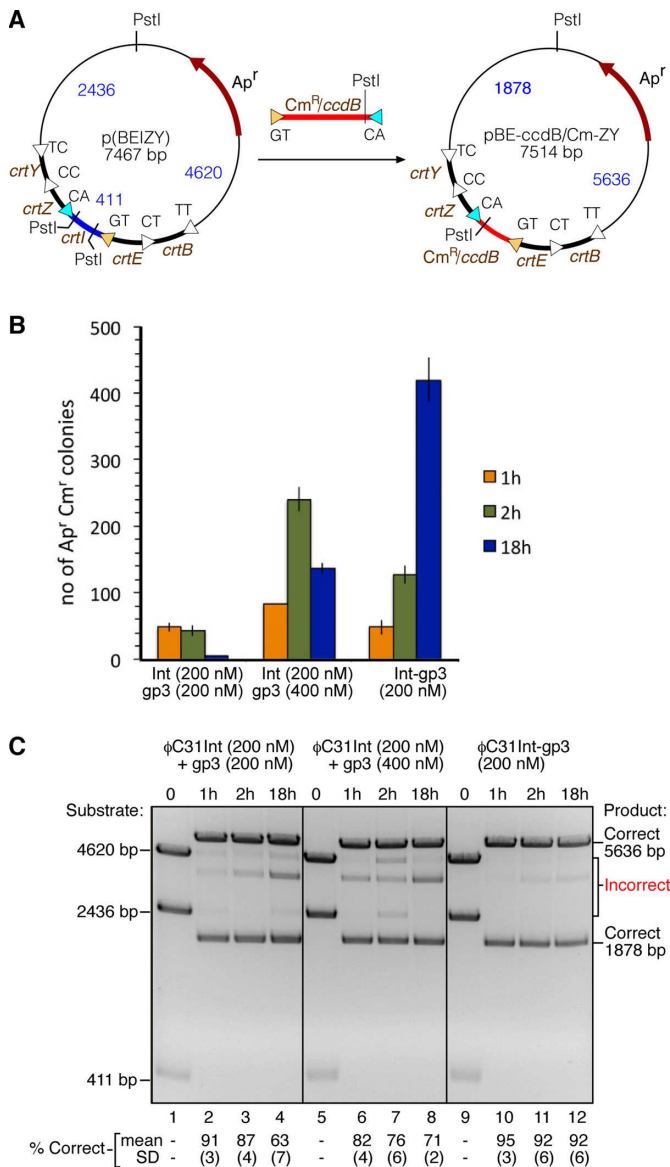 A
PstI
Ap^r
2436
p(BEIZY)
7467 bp
4620
TC
crtY
CC
CA
411
crtZ
PstI
crtI
PstI
GT
CT
TT
crtE
crtB
PstI
Cm^R/ccdB
GT
CA
PstI
Ap^r
1878
pBE-ccdB/Cm-ZY
7514 bp
5636
TC
crtY
CC
CA
crtZ
PstI
GT
CT
TT
Cm^R/ccdB
crtE
crtB
B
no of Ap^r Cm^r colonies
500
400
300
200
100
0
1h
2h
18h
Int (200 nM)
gp3 (200 nM)
Int (200 nM)
gp3 (400 nM)
Int-gp3
(200 nM)
C
ϕC31Int (200 nM)
+ gp3 (200 nM)
ϕC31Int (200 nM)
+ gp3 (400 nM)
ϕC31Int-gp3
(200 nM)
Substrate:
0 1h 2h 18h
0 1h 2h 18h
0 1h 2h 18h
Product:
4620 bp
2436 bp
411 bp
Correct
5636 bp
Incorrect
Correct
1878 bp
1 2 3 4 5 6 7 8 9 10 11 12
% Correct
mean - 91 87 63 - 82 76 71 - 95 92 92
SD - (3) (4) (7) - (4) (6) (2) - (3) (6) (6)